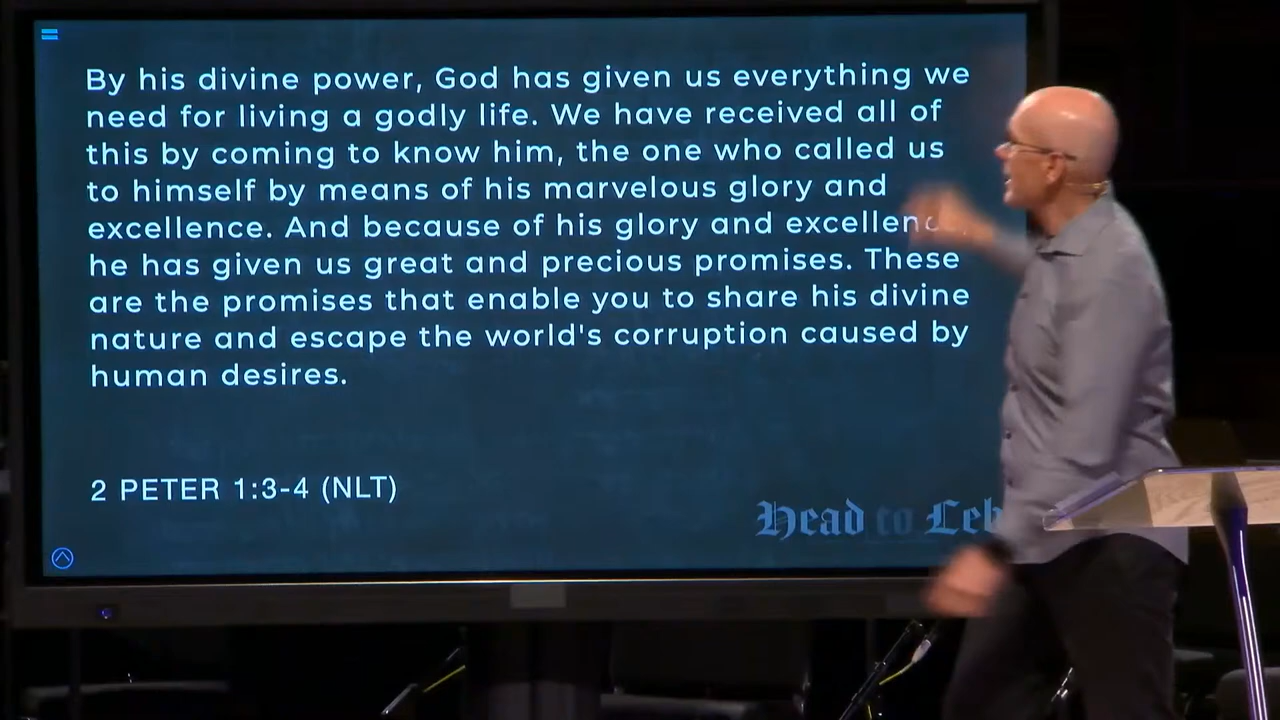 By his divine power, God has given us everything we
need for living a godly life. We have received all of
this by coming to know him, the one who called us
to himself by means of his marvelous glory and
excellence. And because of his glory and
he has given us great and precious promises. These
are the promises that enable you to share his divine
nature and escape the world's corruption caused by
human desires.
2 PETER 1:3-4 (NLT)
Head to